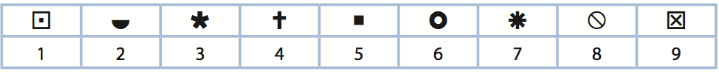 ⊡ ◒ * ✝ ■ ⭘ ✳ ⦸ ☒
1 2 3 4 5 6 7 8 9